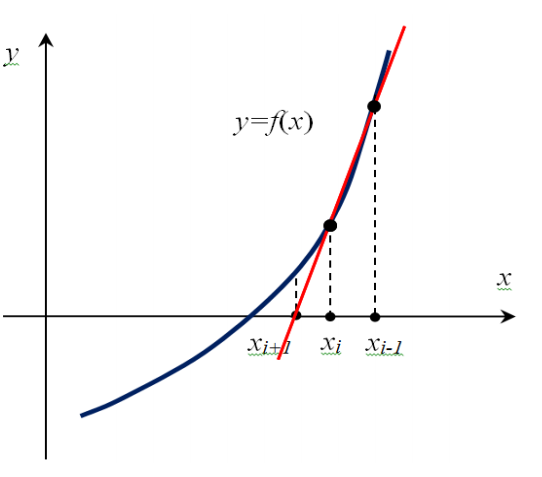 y
y=f(x)
x
xi+1 xi xi-1